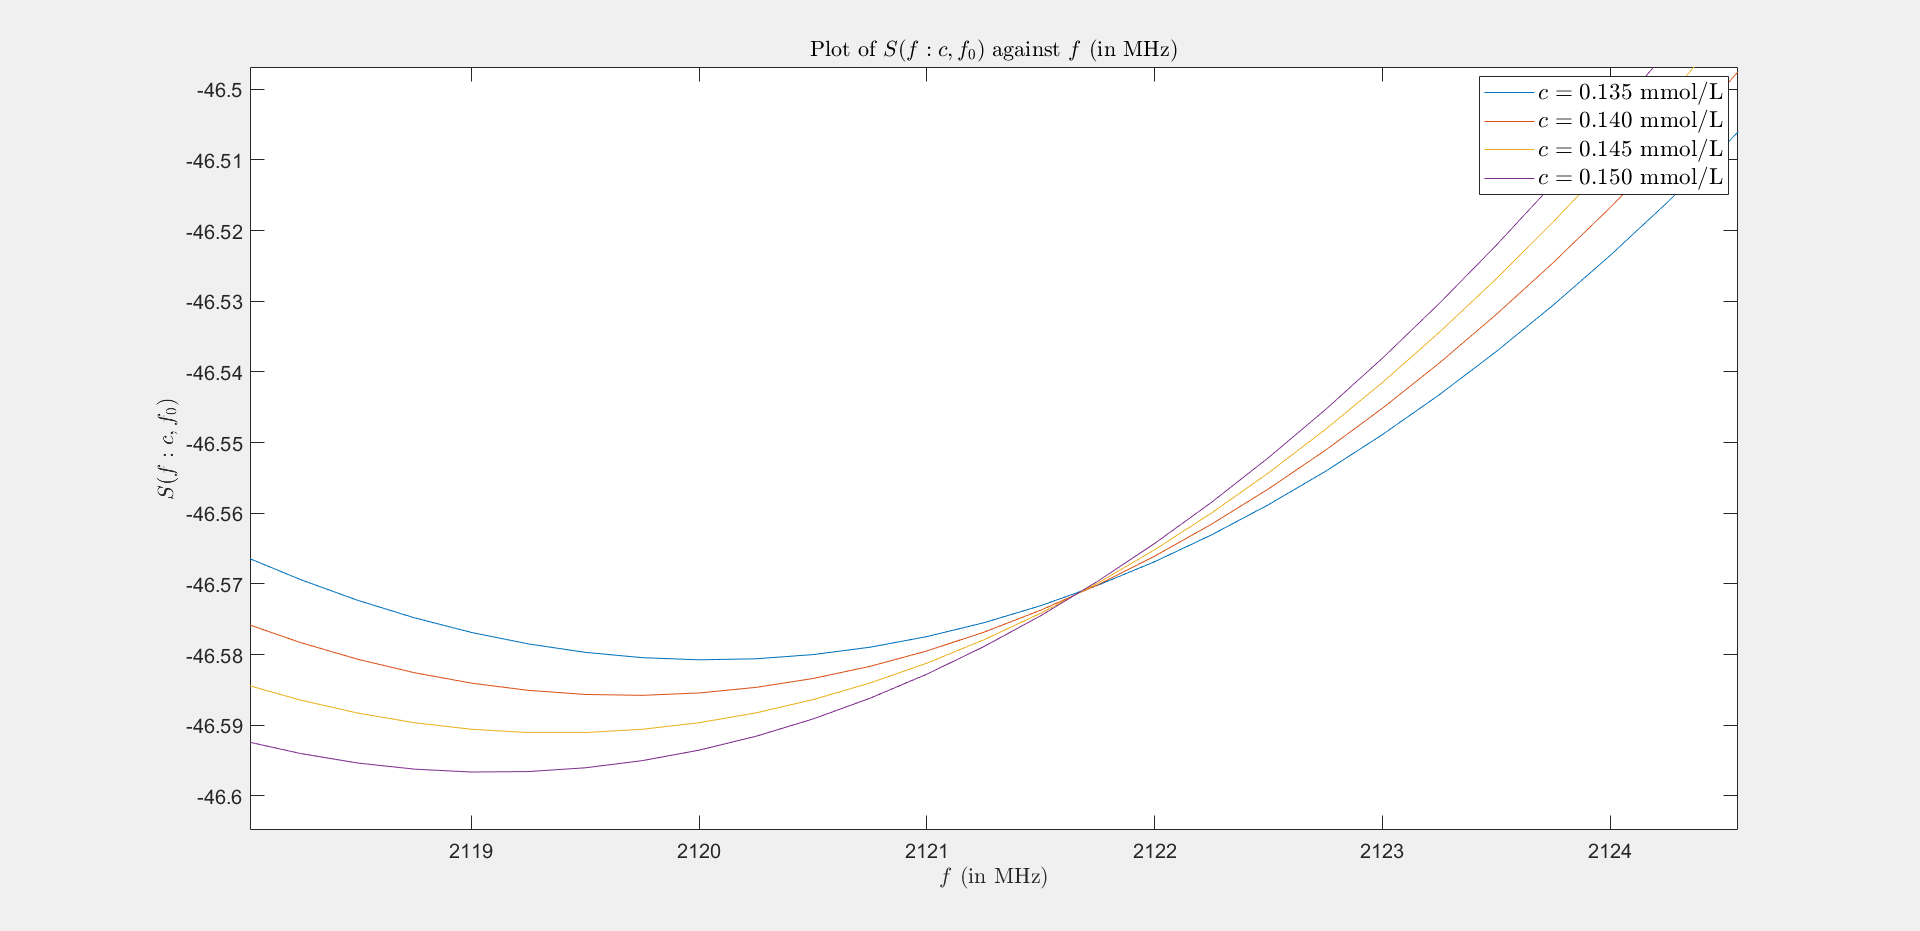 Plot of S(f : c, f₀) against f (in MHz)
-46.5
-46.51
-46.52
-46.53
-46.54
-46.55
-46.56
-46.57
-46.58
-46.59
-46.6
S(f : c, f₀)
c = 0.135 mmol/L
c = 0.140 mmol/L
c = 0.145 mmol/L
c = 0.150 mmol/L
2119 2120 2121 2122 2123 2124
f (in MHz)